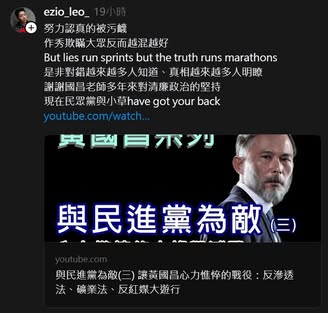 ezio_leo_ 19小時
努力認真的被污衊
作秀欺瞞大眾反而越混越好
But lies run sprints but the truth runs marathons
是非對錯越來越多人知道、真相越來越多人明瞭
謝謝國昌老師多年來對清廉政治的堅持
現在民眾黨與小草have got your back
youtube.com/watch...
黃國昌系列
與民進黨為敵(三)
youtube.com
與民進黨為敵(三) 讓黃國昌心力憔悴的戰役：反滲透
法、礦業法、反紅媒大遊行